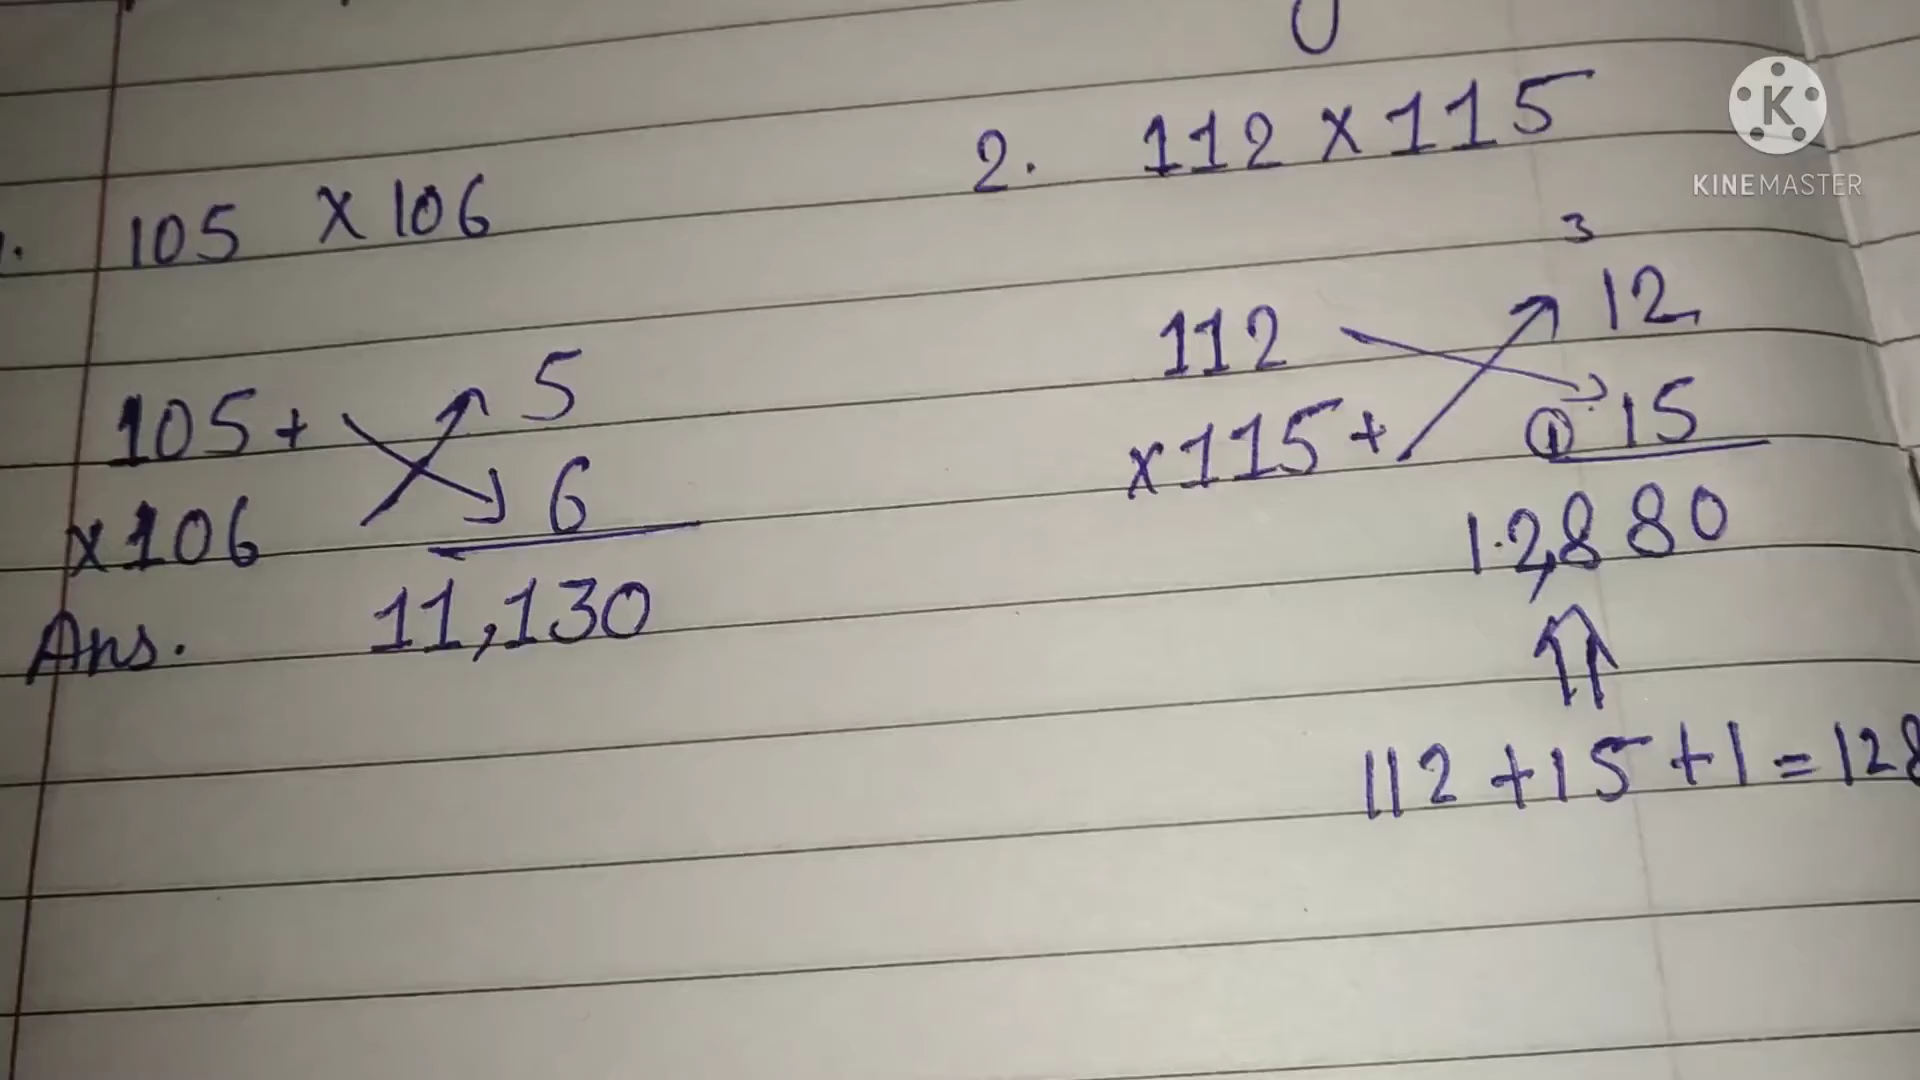 1. 105 x 106
105 + 5
x106 6
Ans. 11,130
2. 112 x 115
3
112 12
x115+ 1 15
12,880
112 + 15 + 1 = 128
K
KINEMASTER